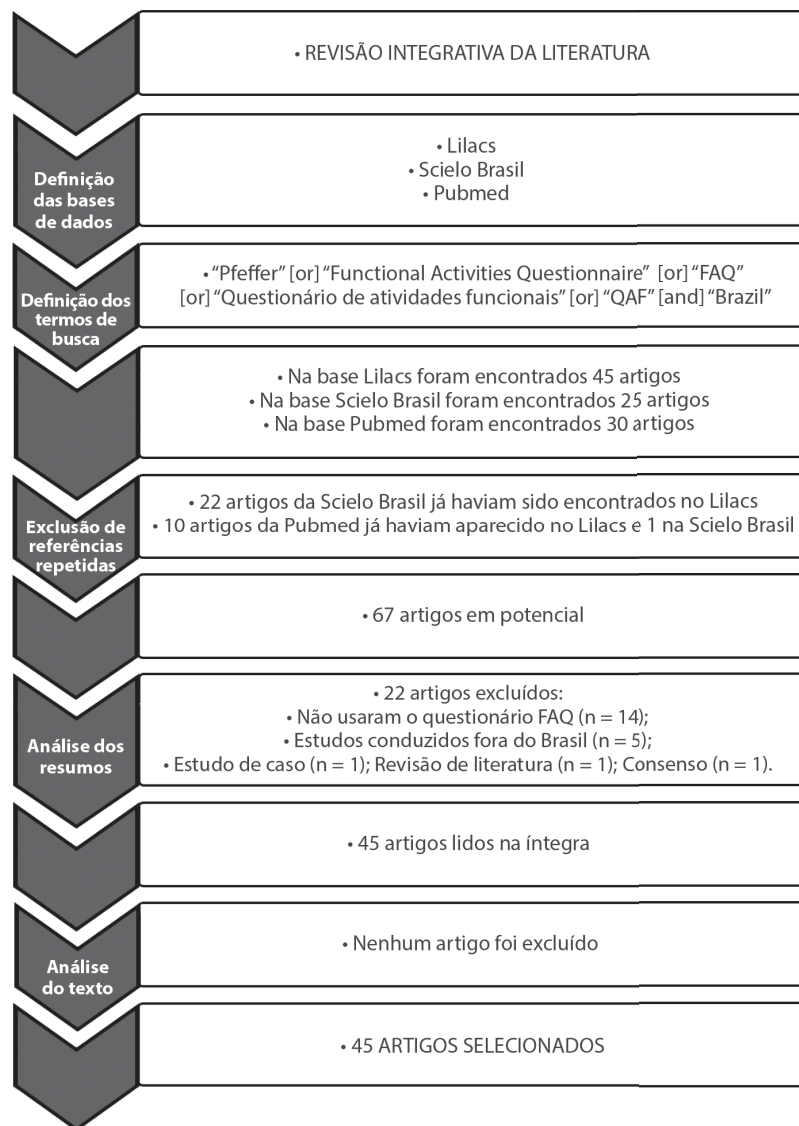 • REVISÃO INTEGRATIVA DA LITERATURA
Definição
das bases
de dados
• Lilacs
• Scielo Brasil
• Pubmed
Definição dos
termos de
busca
• “Pfeffer” [or] “Functional Activities Questionnaire” [or] “FAQ”
[or] “Questionário de atividades funcionais” [or] “QAF” [and] “Brazil”
• Na base Lilacs foram encontrados 45 artigos
• Na base Scielo Brasil foram encontrados 25 artigos
• Na base Pubmed foram encontrados 30 artigos
Exclusão de
referências
repetidas
• 22 artigos da Scielo Brasil já haviam sido encontrados no Lilacs
• 10 artigos da Pubmed já haviam aparecido no Lilacs e 1 na Scielo Brasil
• 67 artigos em potencial
Análise dos
resumos
• 22 artigos excluídos:
• Não usaram o questionário FAQ (n = 14);
• Estudos conduzidos fora do Brasil (n = 5);
• Estudo de caso (n = 1); Revisão de literatura (n = 1); Consenso (n = 1).
• 45 artigos lidos na íntegra
Análise
do texto
• Nenhum artigo foi excluído
• 45 ARTIGOS SELECIONADOS